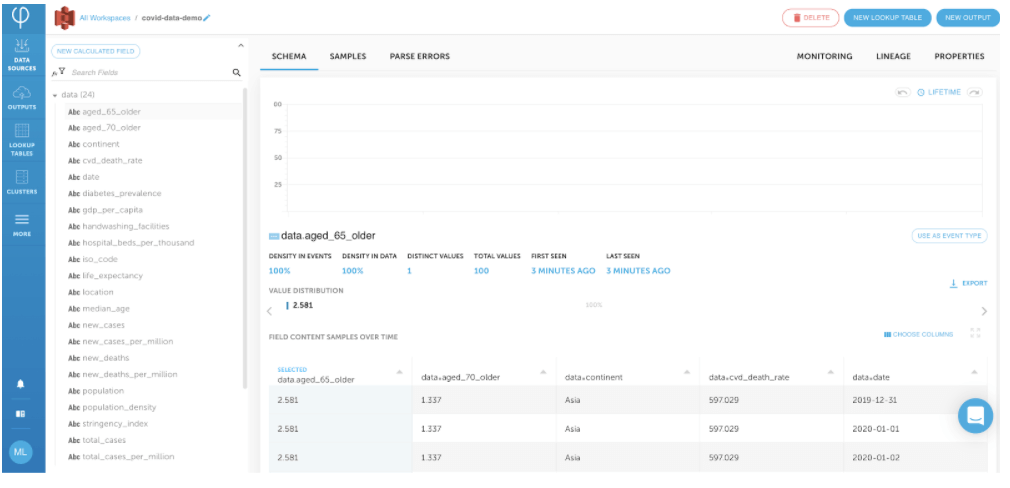 All Workspaces / covid-data-demo
DELETE
NEW LOOKUP TABLE
NEW OUTPUT
DATA
SOURCES
OUTPUTS
LOOKUP
TABLES
CLUSTERS
MORE
ML
NEW CALCULATED FIELD
Search Fields
data (24)
Abc aged_65_older
Abc aged_70_older
Abc continent
Abc cvd_death_rate
Abc date
Abc diabetes_prevalence
Abc gdp_per_capita
Abc handwashing_facilities
Abc hospital_beds_per_thousand
Abc iso_code
Abc life_expectancy
Abc location
Abc median_age
Abc new_cases
Abc new_cases_per_million
Abc new_deaths
Abc new_deaths_per_million
Abc population
Abc population_density
Abc stringency_index
Abc total_cases
Abc total_cases_per_million
SCHEMA SAMPLES PARSE ERRORS MONITORING LINEAGE PROPERTIES
LIFETIME
75
50
25
data.aged_65_older
USE AS EVENT TYPE
DENSITY IN EVENTS DENSITY IN DATA DISTINCT VALUES TOTAL VALUES FIRST SEEN LAST SEEN
100% 100% 1 100 3 MINUTES AGO 3 MINUTES AGO
EXPORT
VALUE DISTRIBUTION
2.581 100%
FIELD CONTENT SAMPLES OVER TIME
CHOOSE COLUMNS
SELECTED
data.aged_65_older data.aged_70_older data.continent data.cvd_death_rate data.date
2.581 1.337 Asia 597.029 2019-12-31
2.581 1.337 Asia 597.029 2020-01-01
2.581 1.337 Asia 597.029 2020-01-02